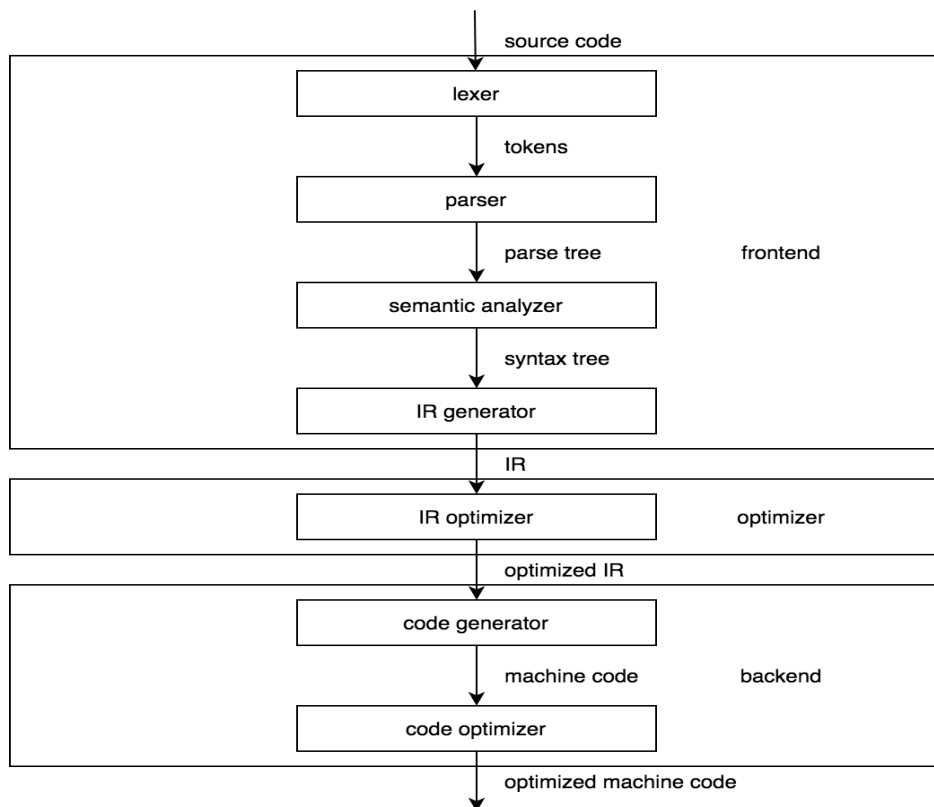 source code
lexer
tokens
parser
parse tree
frontend
semantic analyzer
syntax tree
IR generator
IR
IR optimizer
optimizer
optimized IR
code generator
machine code
backend
code optimizer
optimized machine code